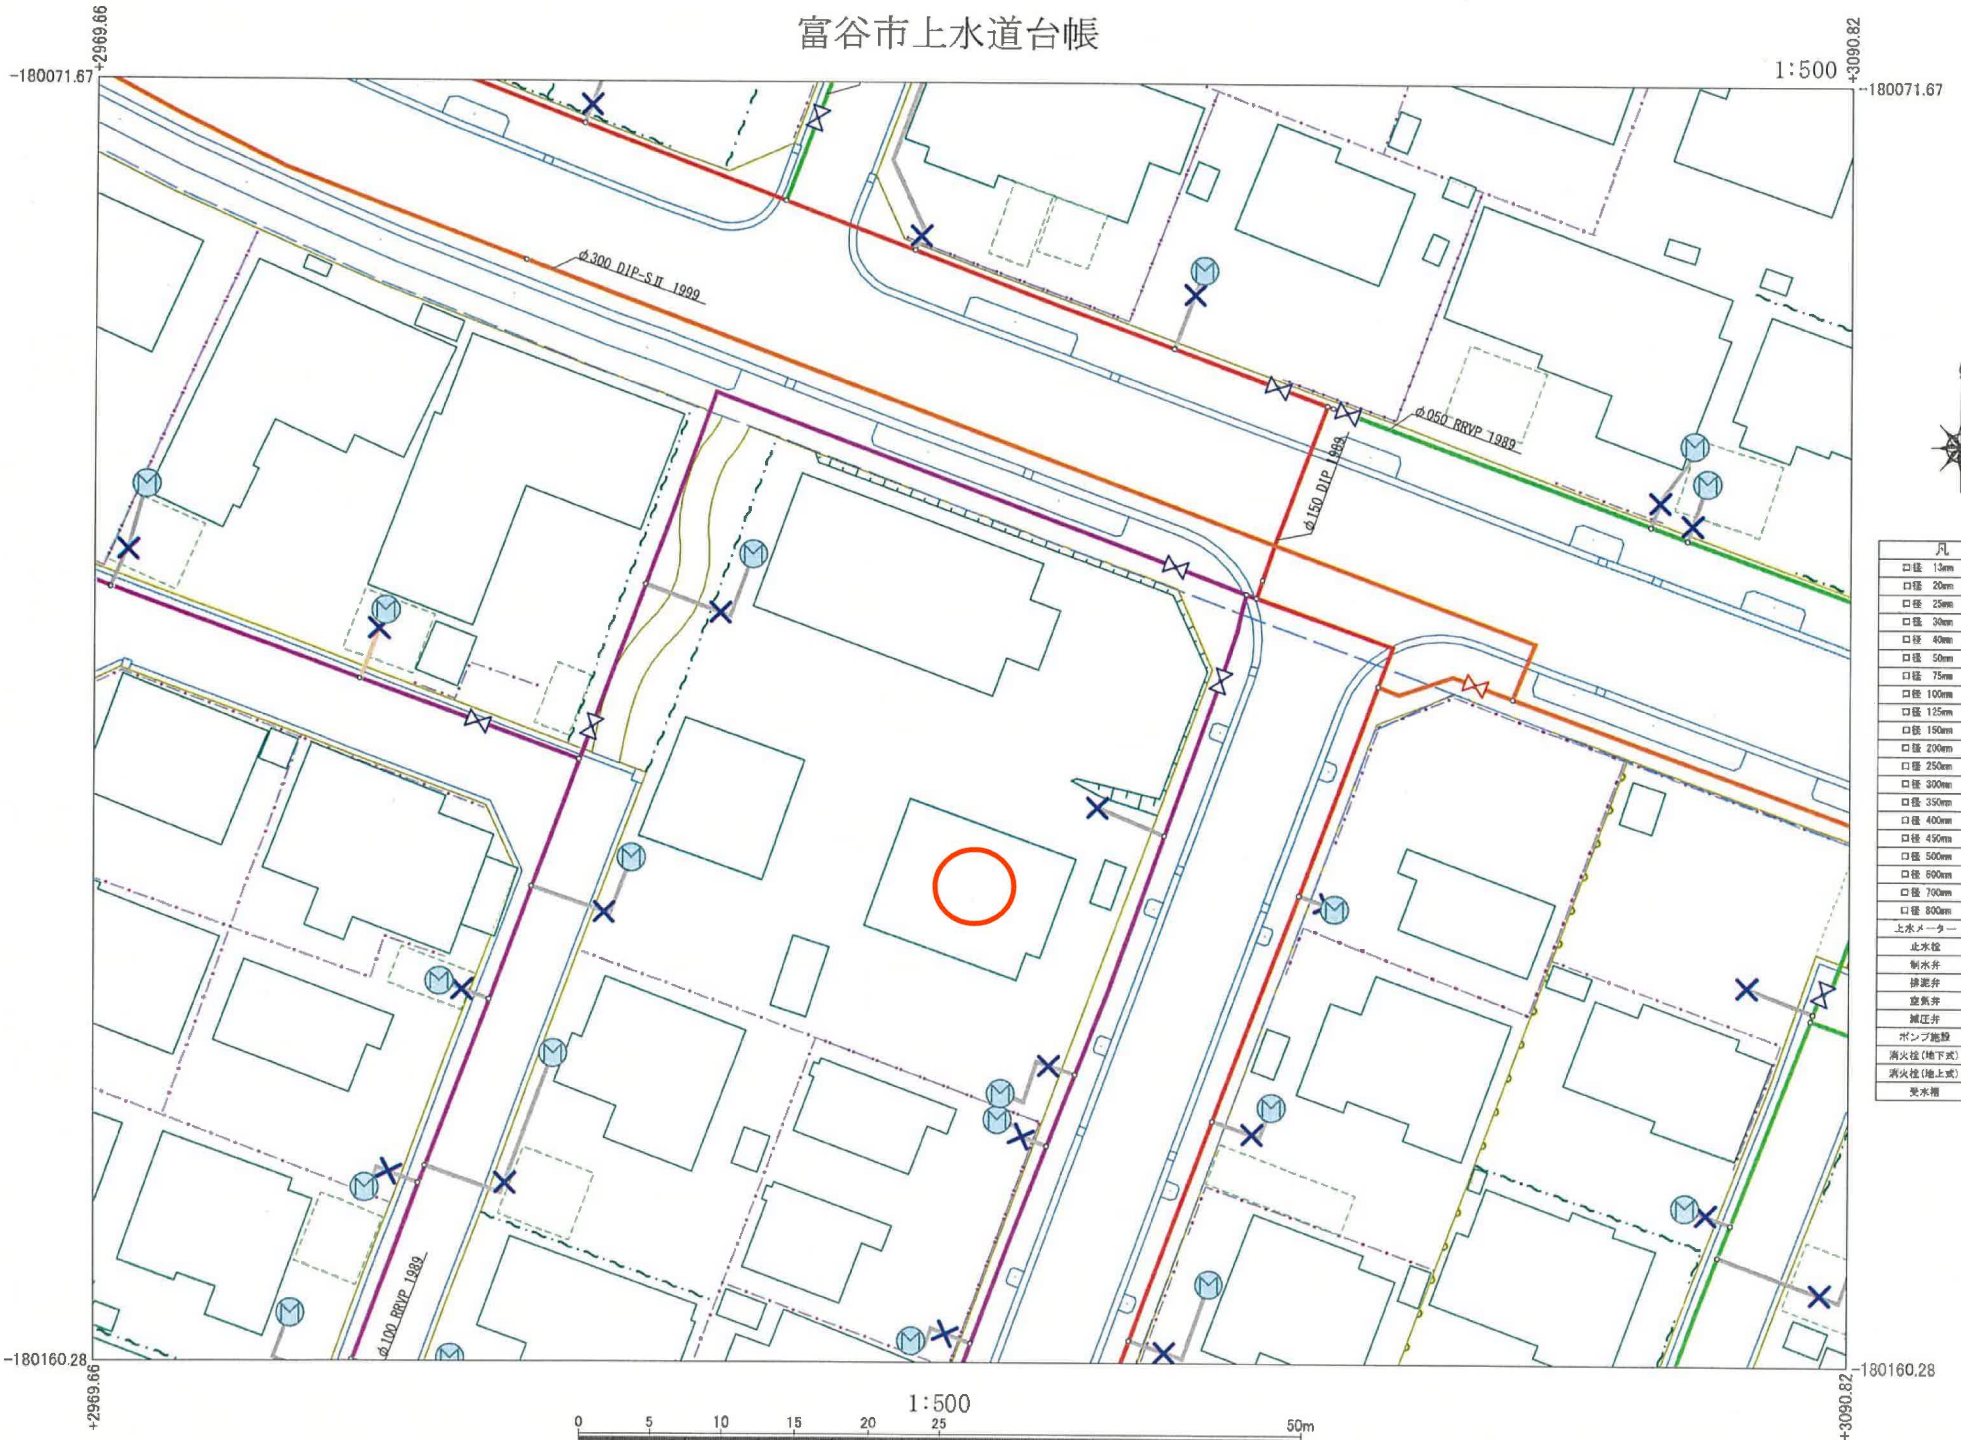 富谷市上水道台帳
+2969.66
+3090.82
-180071.67
1:500
-180071.67
φ300 DIP-SⅡ 1999
φ050 RRVP 1989
φ150 DIP 1989
凡
口径 13mm
口径 20mm
口径 25mm
口径 30mm
口径 40mm
口径 50mm
口径 75mm
口径 100mm
口径 125mm
口径 150mm
口径 200mm
口径 250mm
口径 300mm
口径 350mm
口径 400mm
口径 450mm
口径 500mm
口径 600mm
口径 700mm
口径 800mm
上水メーター
止水栓
制水弁
排泥弁
空気弁
減圧弁
ポンプ施設
消火栓(地下式)
消火栓(地上式)
受水槽
φ100 RRVP 1989
-180160.28
-180160.28
+2969.66
+3090.82
1:500
0 5 10 15 20 25 50m